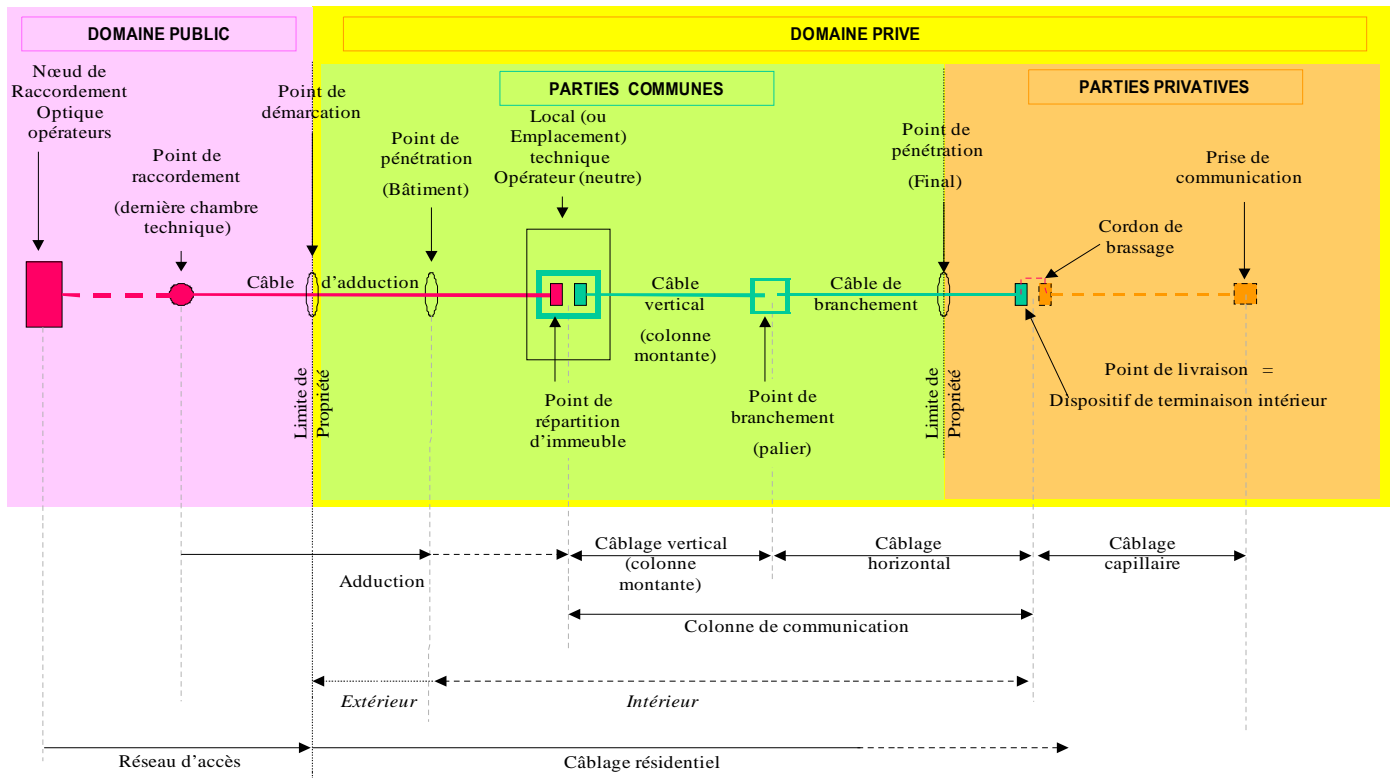 DOMAINE PUBLIC
DOMAINE PRIVE
Nœud de
Raccordement
Optique
opérateurs
Point de
démarcation
PARTIES COMMUNES
PARTIES PRIVATIVES
Point de
raccordement
(dernière chambre
technique)
Point de
pénétration
(Bâtiment)
Local (ou
Emplacement)
technique
Opérateur (neutre)
Point de
pénétration
(Final)
Prise de
communication
Cordon de
brassage
Câble
d’adduction
Câble
vertical
(colonne
montante)
Câble de
branchement
Limite de
Propriété
Point de
répartition
d’immeuble
Point de
branchement
(palier)
Limite de
Propriété
Point de livraison =
Dispositif de terminaison intérieur
Adduction
Câblage vertical
(colonne
montante)
Câblage
horizontal
Câblage
capillaire
Colonne de communication
Extérieur
Intérieur
Réseau d’accès
Câblage résidentiel